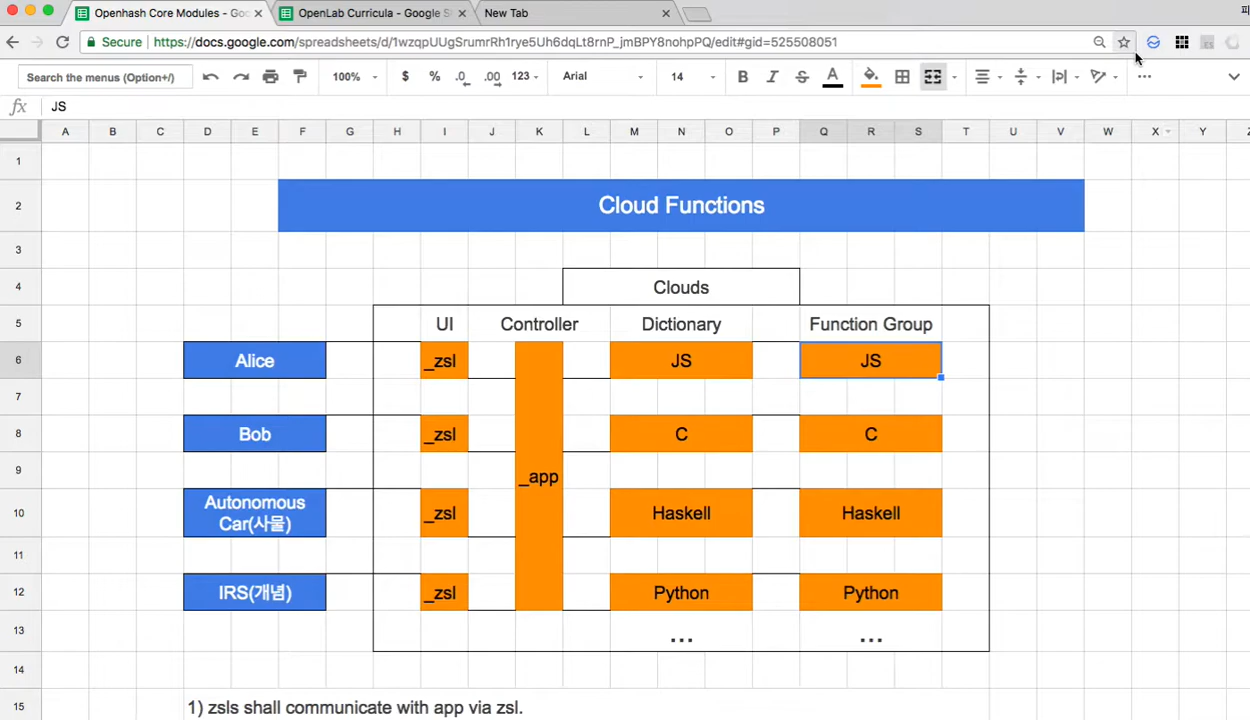 Openhash Core Modules - Goo
OpenLab Curricula - Google Sh
New Tab
Secure
https://docs.google.com/spreadsheets/d/1wzqpUUgSrumrRh1rye5Uh6dqLt8rnP_jmBPY8nohpPQ/edit#gid=525508051
Search the menus (Option+/)
100%
$
%
.0
.00
123
Arial
14
B
I
S
A
fx
JS
A B C D E F G H I J K L M N O P Q R S T U V W X Y Z
1
2
Cloud Functions
3
4
Clouds
5
UI
Controller
Dictionary
Function Group
6
Alice
_zsl
JS
JS
7
8
Bob
_zsl
C
C
9
_app
10
Autonomous
Car(사물)
_zsl
Haskell
Haskell
11
12
IRS(개념)
_zsl
Python
Python
13
...
...
14
15
1) zsls shall communicate with app via zsl.